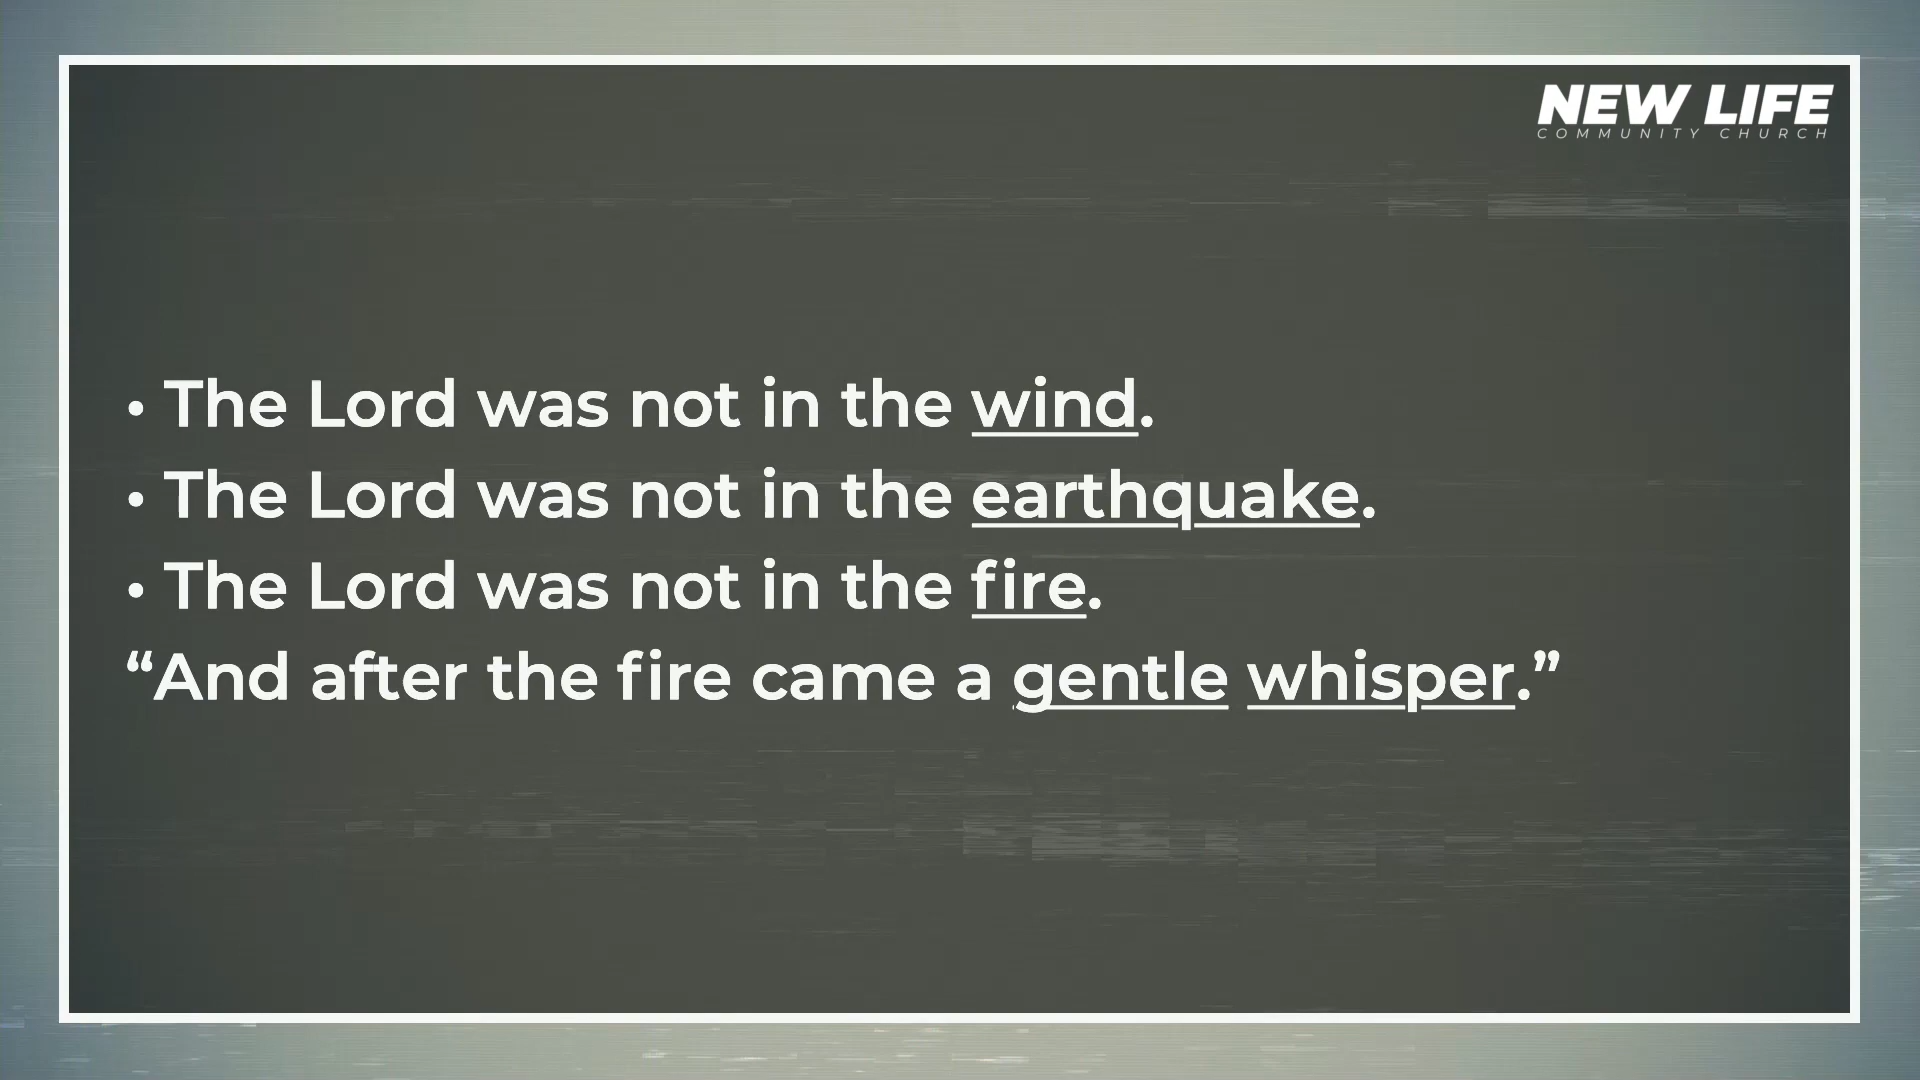 NEW LIFE
COMMUNITY CHURCH
• The Lord was not in the wind.
• The Lord was not in the earthquake.
• The Lord was not in the fire.
“And after the fire came a gentle whisper.”